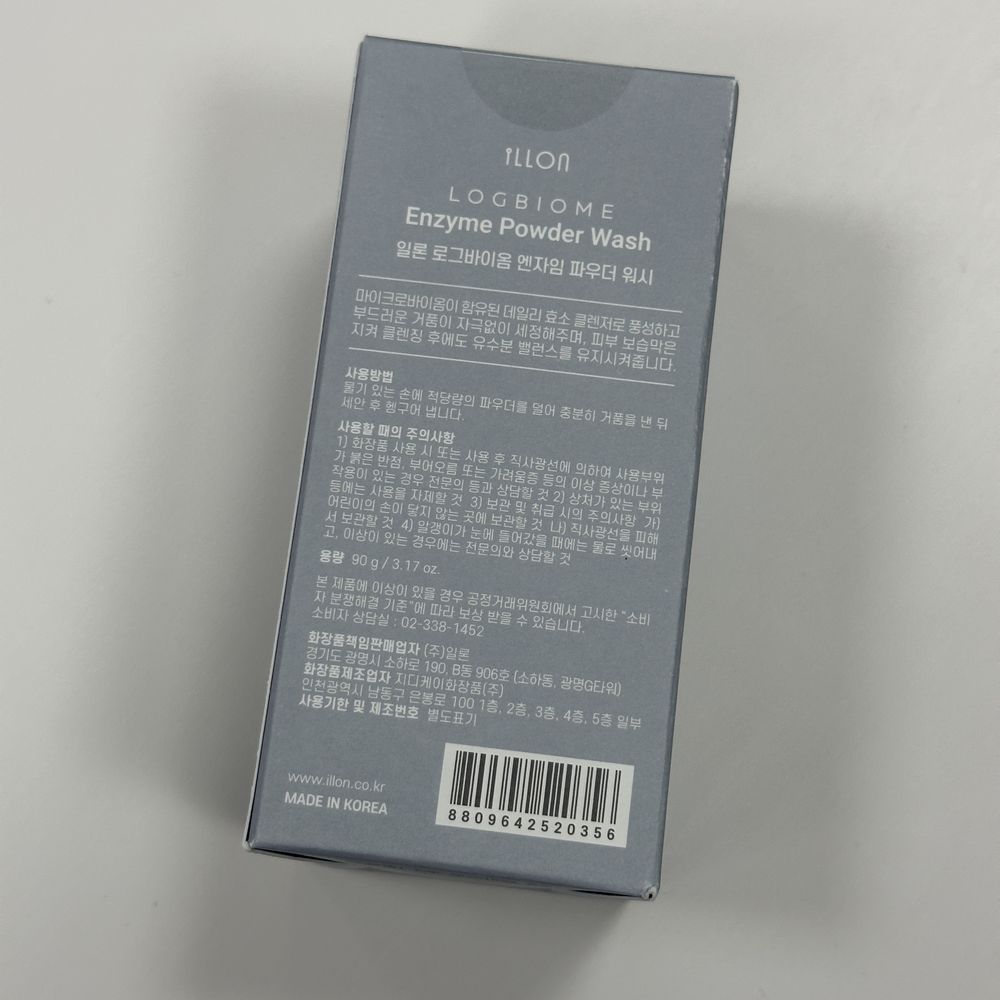 ıLLOn
LOGBIOME
Enzyme Powder Wash
일론 로그바이옴 엔자임 파우더 워시
마이크로바이옴이 함유된 데일리 효소 클렌저로 풍성하고
부드러운 거품이 자극없이 세정해주며, 피부 보습막은
지켜 클렌징 후에도 유수분 밸런스를 유지시켜줍니다.
사용방법
물기 있는 손에 적당량의 파우더를 덜어 충분히 거품을 낸 뒤
세안 후 헹구어 냅니다.
사용할 때의 주의사항
1) 화장품 사용 시 또는 사용 후 직사광선에 의하여 사용부위
가 붉은 반점, 부어오름 또는 가려움증 등의 이상 증상이나 부
작용이 있는 경우 전문의 등과 상담할 것 2) 상처가 있는 부위
등에는 사용을 자제할 것 3) 보관 및 취급 시의 주의사항 가)
어린이의 손이 닿지 않는 곳에 보관할 것 나) 직사광선을 피해
서 보관할 것 4) 알갱이가 눈에 들어갔을 때에는 물로 씻어내
고, 이상이 있는 경우에는 전문의와 상담할 것
용량 90 g / 3.17 oz.
본 제품에 이상이 있을 경우 공정거래위원회에서 고시한 "소비
자 분쟁해결 기준"에 따라 보상 받을 수 있습니다.
소비자 상담실 : 02-338-1452
화장품책임판매업자 (주)일론
경기도 광명시 소하로 190, B동 906호 (소하동, 광명G타워)
화장품제조업자 지디케이화장품(주)
인천광역시 남동구 은봉로 100 1층, 2층, 3층, 4층, 5층 일부
사용기한 및 제조번호 별도표기
www.illon.co.kr
MADE IN KOREA
8809642520356